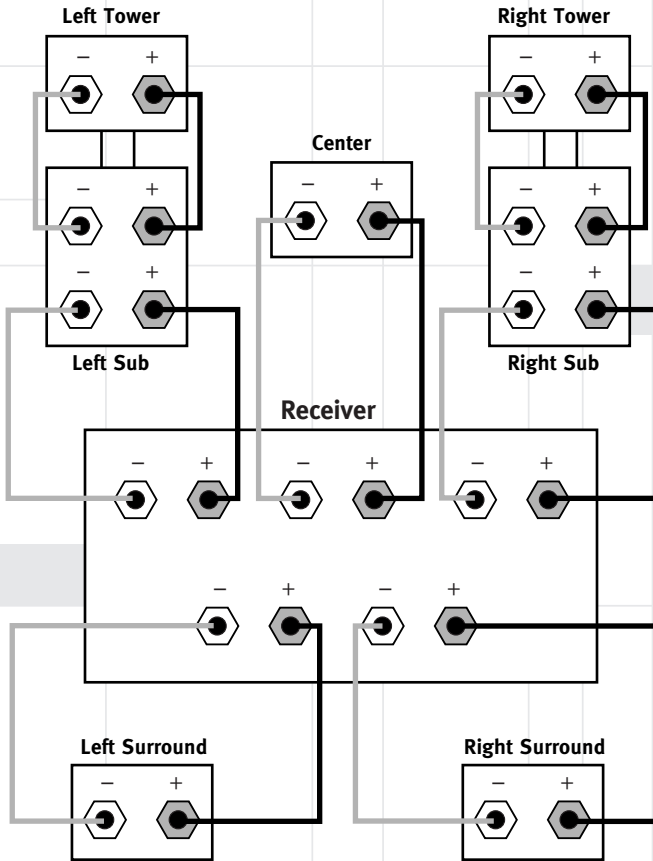 Left Tower
Right Tower
− +
− +
Center
− +
− +
− +
− +
− +
Left Sub
Right Sub
Receiver
− +
− +
− +
− +
− +
Left Surround
Right Surround
− +
− +